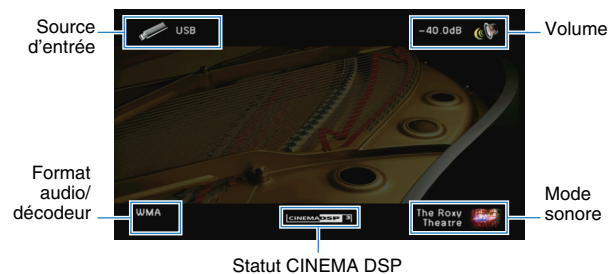 Source
d'entrée
USB
-40.0dB
Volume
Format
audio/
décodeur
WMA
CINEMA DSP 3
The Roxy
Theatre
Mode
sonore
Statut CINEMA DSP